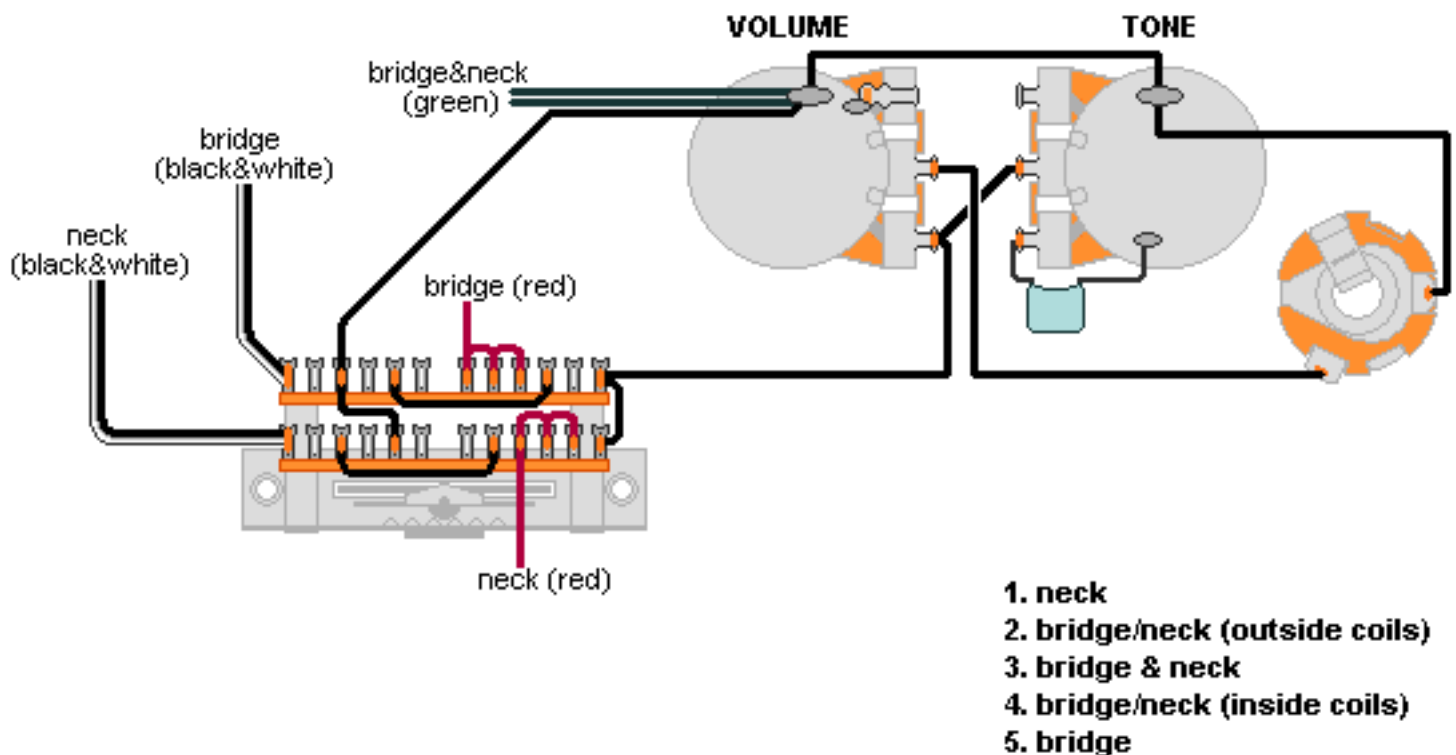 VOLUME
TONE
bridge&neck
(green)
bridge
(black&white)
neck
(black&white)
bridge (red)
neck (red)
1. neck
2. bridge/neck (outside coils)
3. bridge & neck
4. bridge/neck (inside coils)
5. bridge